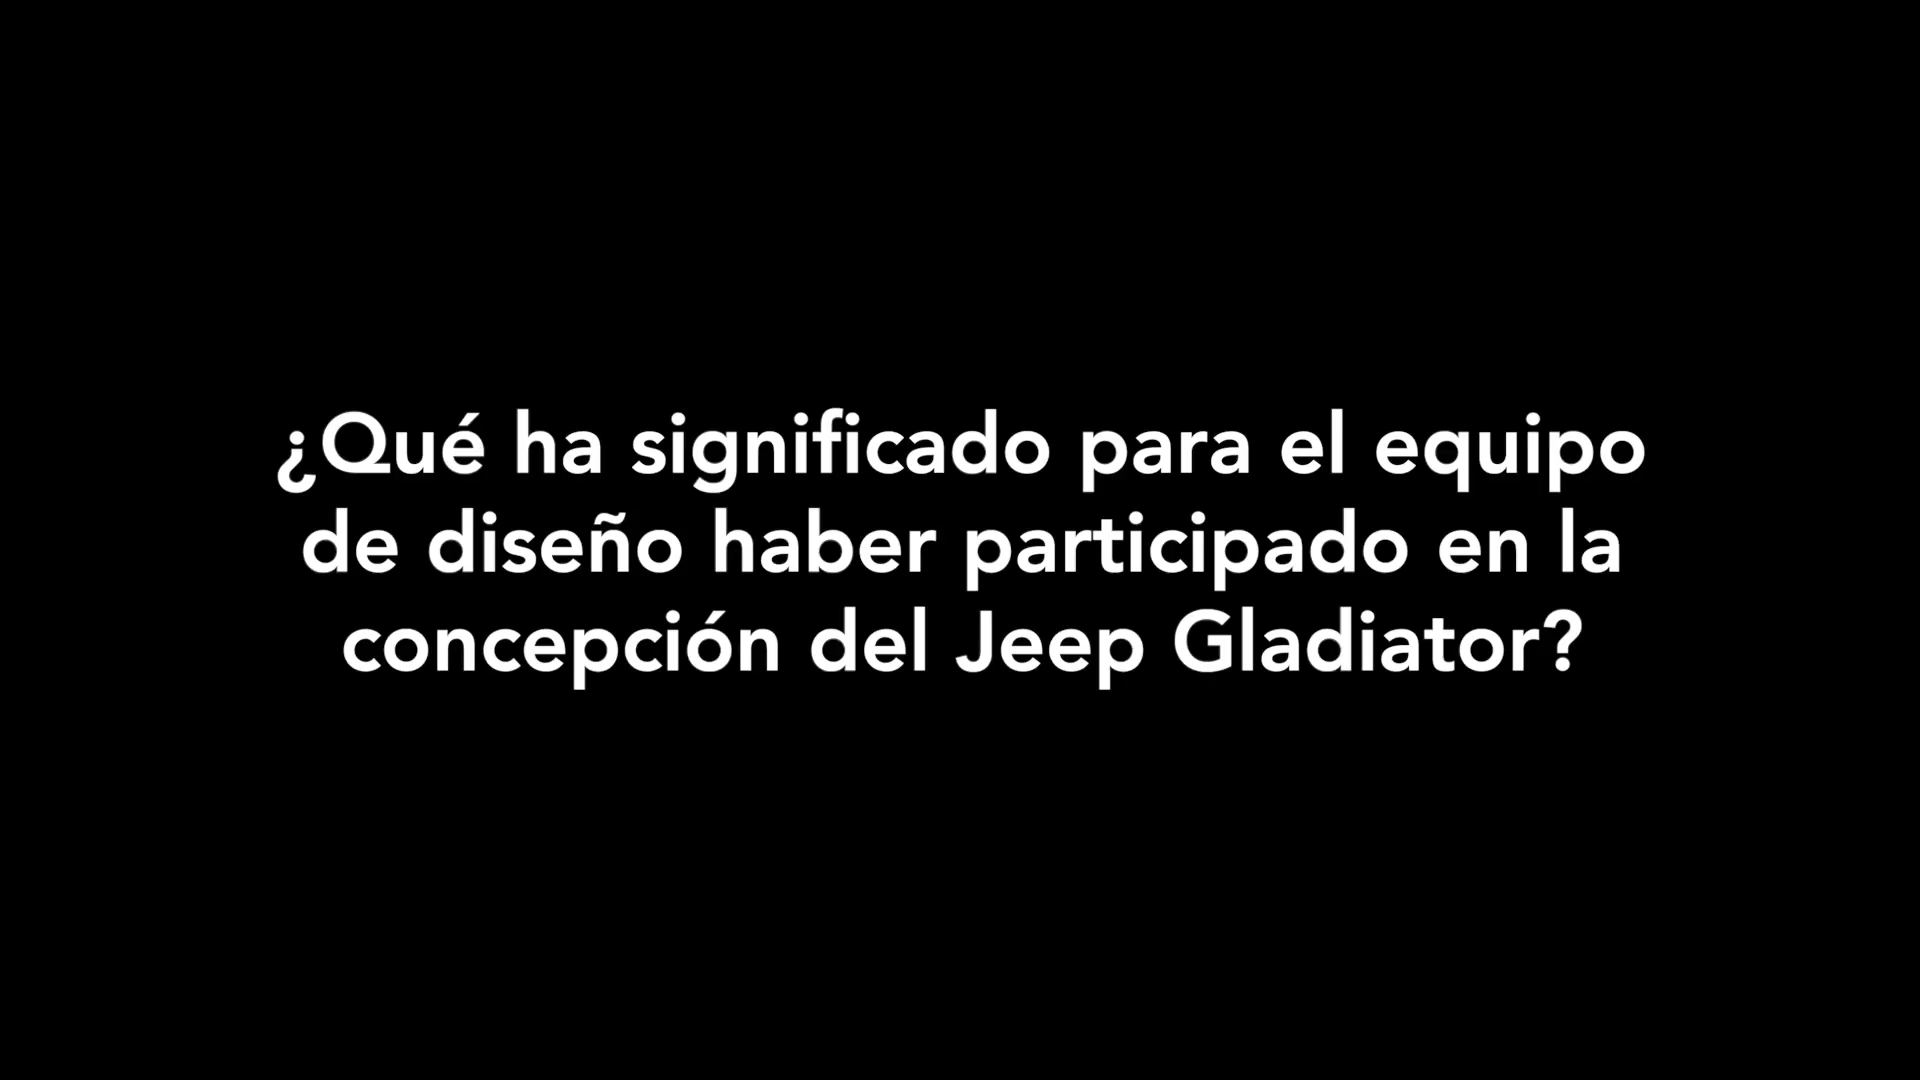 ¿Qué ha significado para el equipo
de diseño haber participado en la
concepción del Jeep Gladiator?